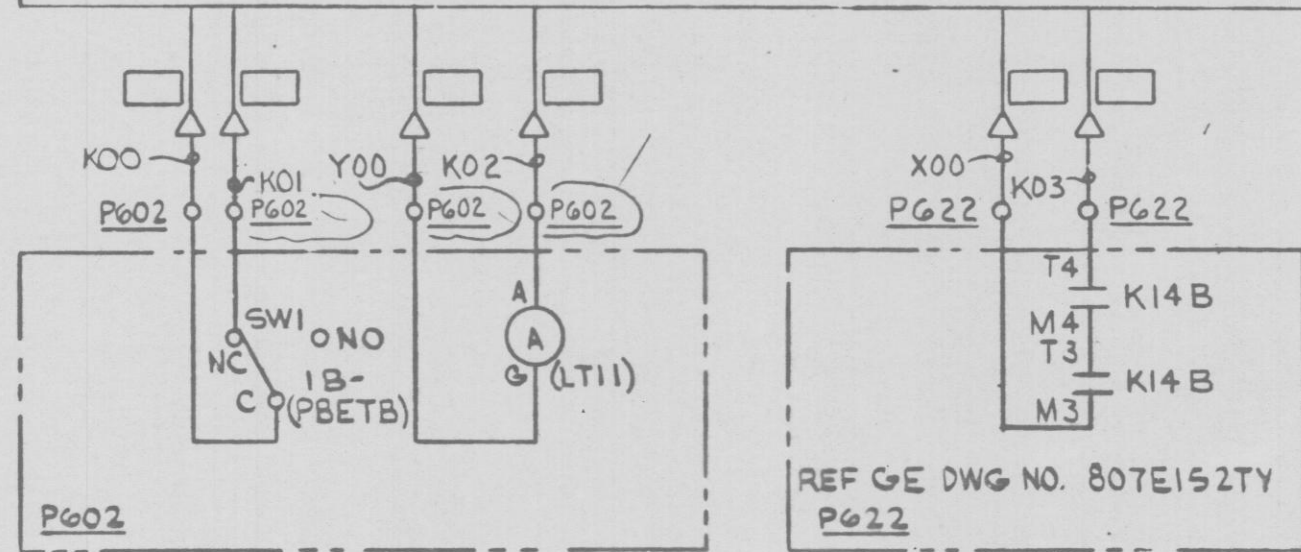 K00
K01
Y00
K02
X00
K03
P602
P602
P602
P602
P622
P622
SW1
NO
NC
1B-
C
(PBETB)
A
A
G
(LT11)
T4
K14B
M4
T3
K14B
M3
REF GE DWG NO. 807E152TY
P602
P622